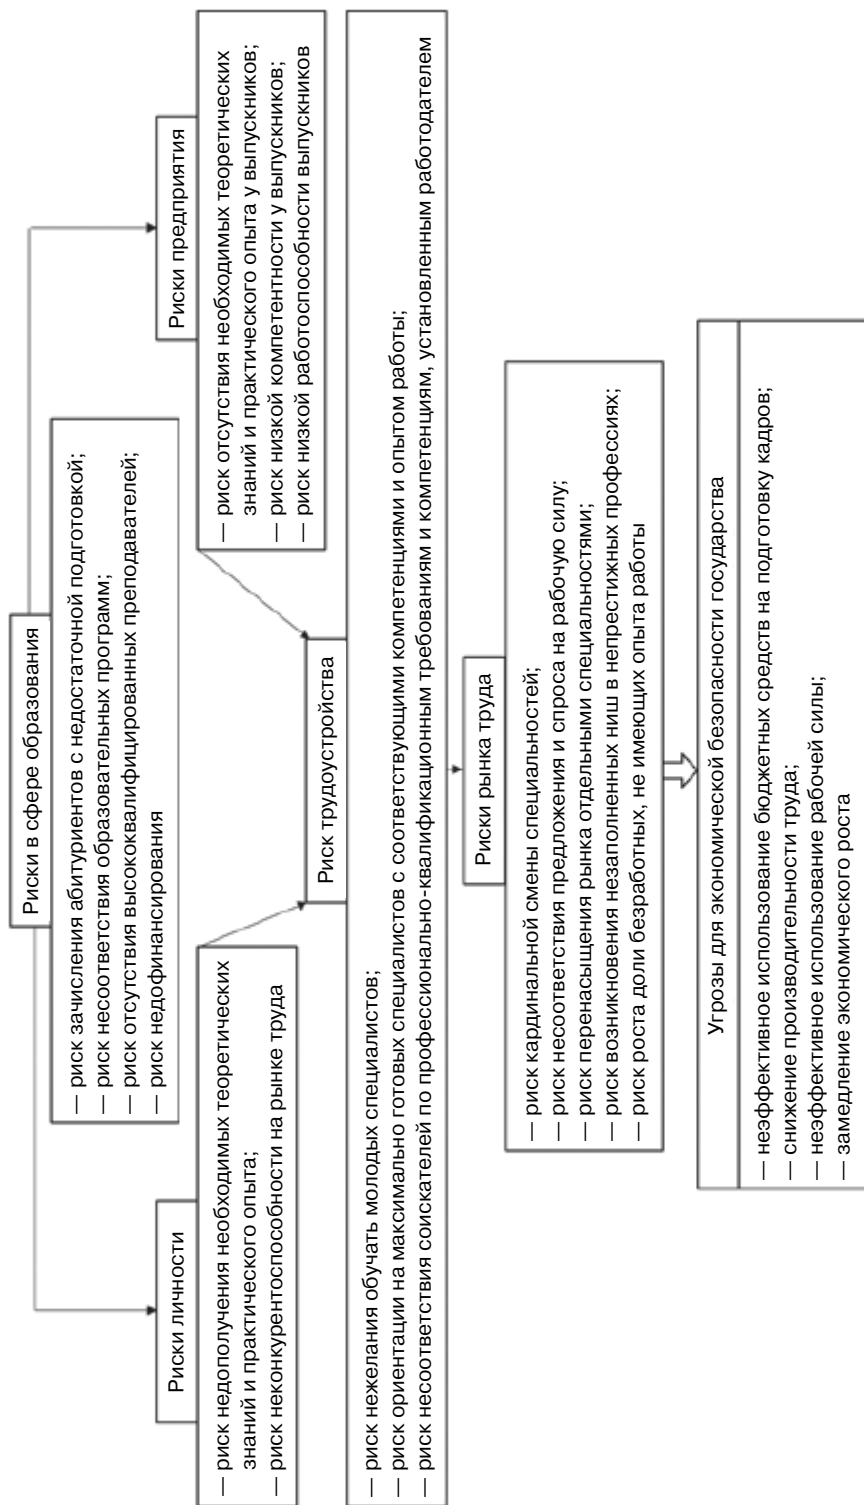 Риски в сфере образования
— риск зачисления абитуриентов с недостаточной подготовкой;
— риск несоответствия образовательных программ;
— риск отсутствия высококвалифицированных преподавателей;
— риск недофинансирования
Риски личности
— риск недополучения необходимых теоретических
знаний и практического опыта;
— риск неконкурентоспособности на рынке труда
Риски предприятия
— риск отсутствия необходимых теоретических
знаний и практического опыта у выпускников;
— риск низкой компетентности у выпускников;
— риск низкой работоспособности выпускников
Риск трудоустройства
— риск нежелания обучать молодых специалистов;
— риск ориентации на максимально готовых специалистов с соответствующими компетенциями и опытом работы;
— риск несоответствия соискателей по профессионально-квалификационным требованиям и компетенциям, установленным работодателем
Риски рынка труда
— риск кардинальной смены специальностей;
— риск несоответствия предложения и спроса на рабочую силу;
— риск перенасыщения рынка отдельными специальностями;
— риск возникновения незаполненных ниш в непрестижных профессиях;
— риск роста доли безработных, не имеющих опыта работы
Угрозы для экономической безопасности государства
— неэффективное использование бюджетных средств на подготовку кадров;
— снижение производительности труда;
— неэффективное использование рабочей силы;
— замедление экономического роста